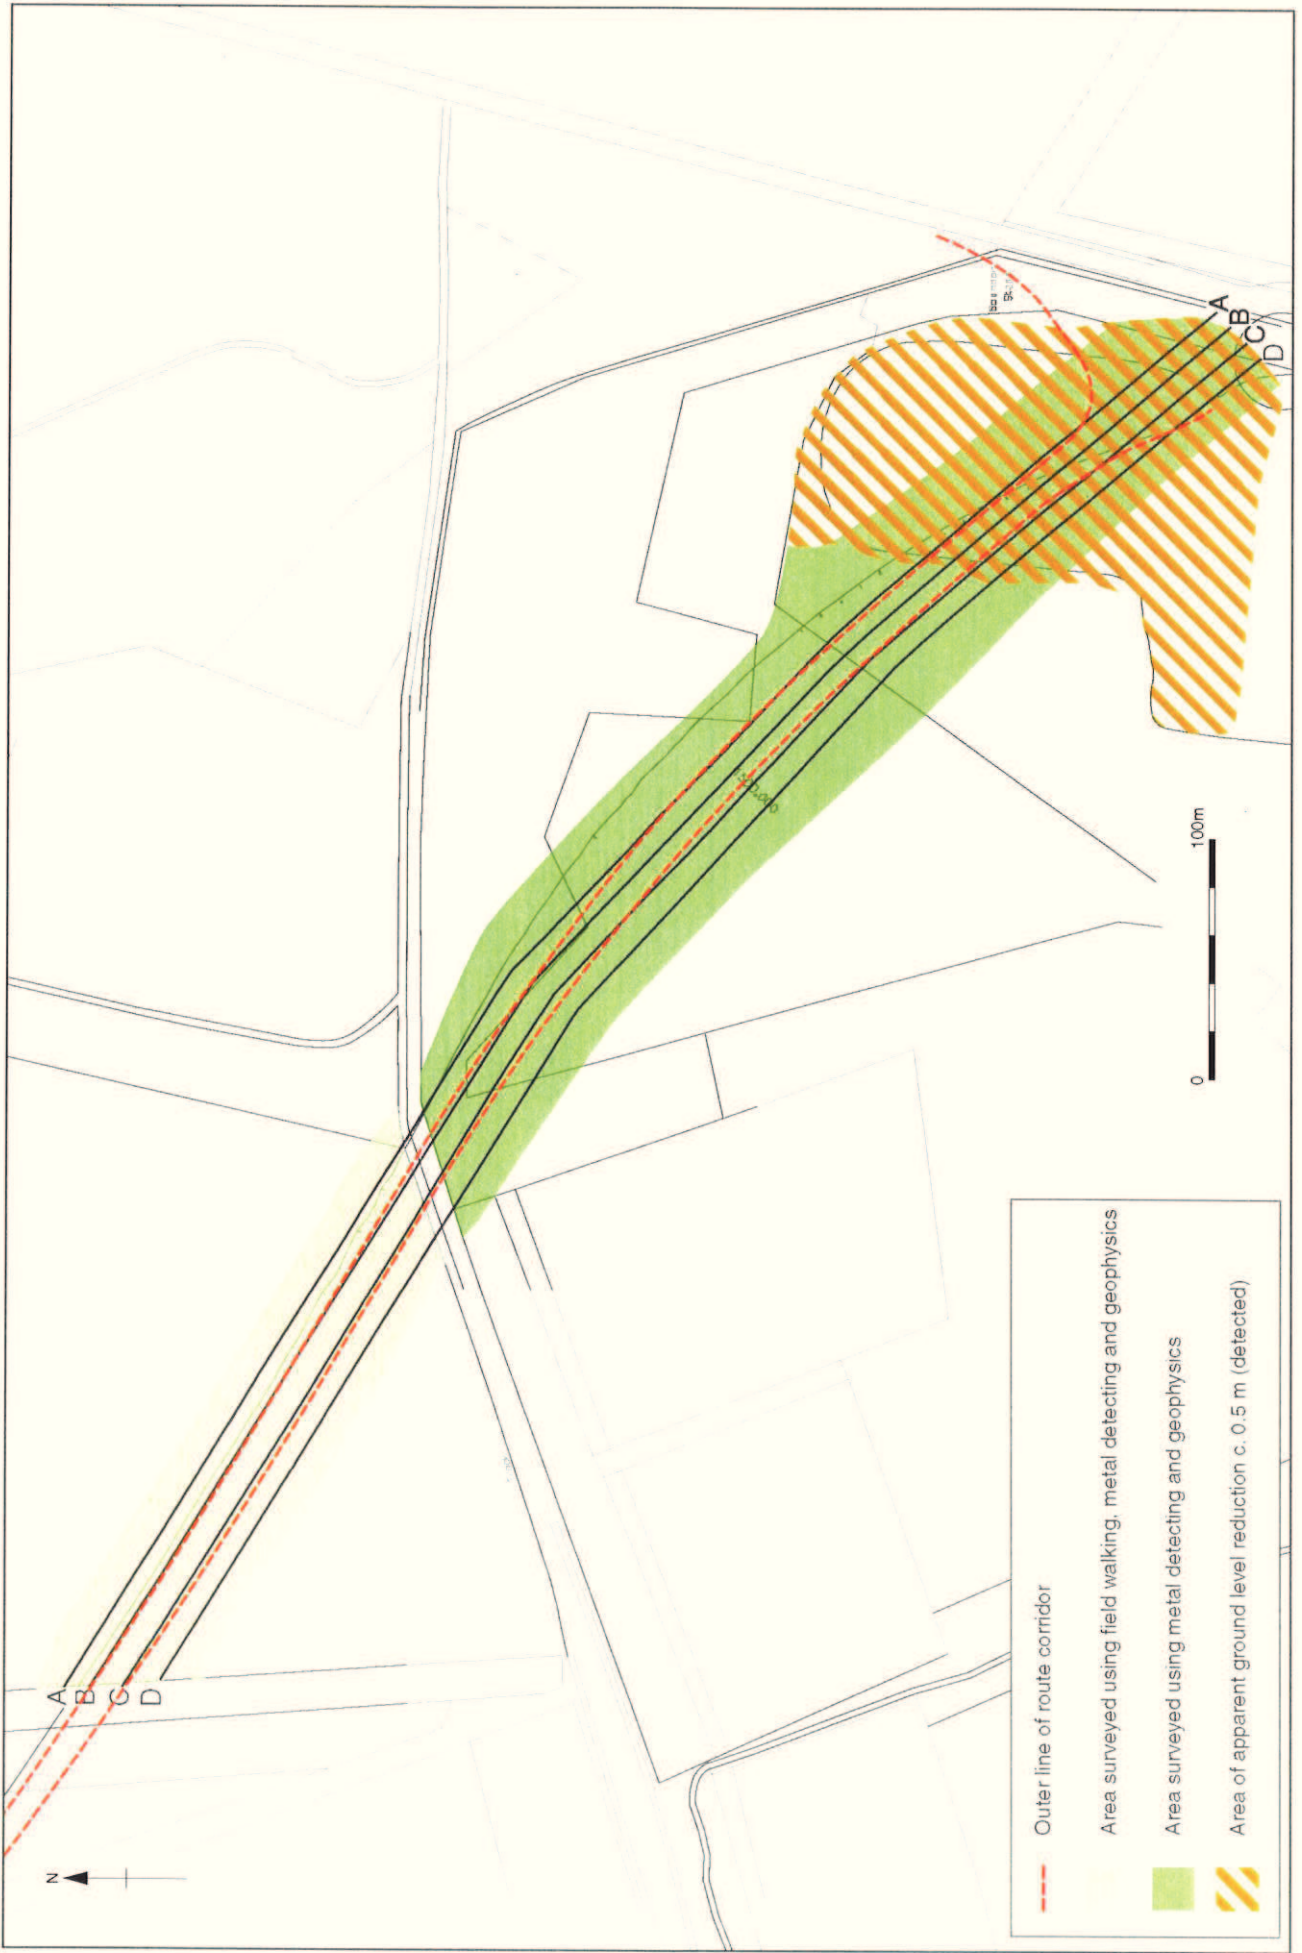 N
A
B
C
D
A
B
C
D
0
100m
Outer line of route corridor
Area surveyed using field walking, metal detecting and geophysics
Area surveyed using metal detecting and geophysics
Area of apparent ground level reduction c. 0.5 m (detected)